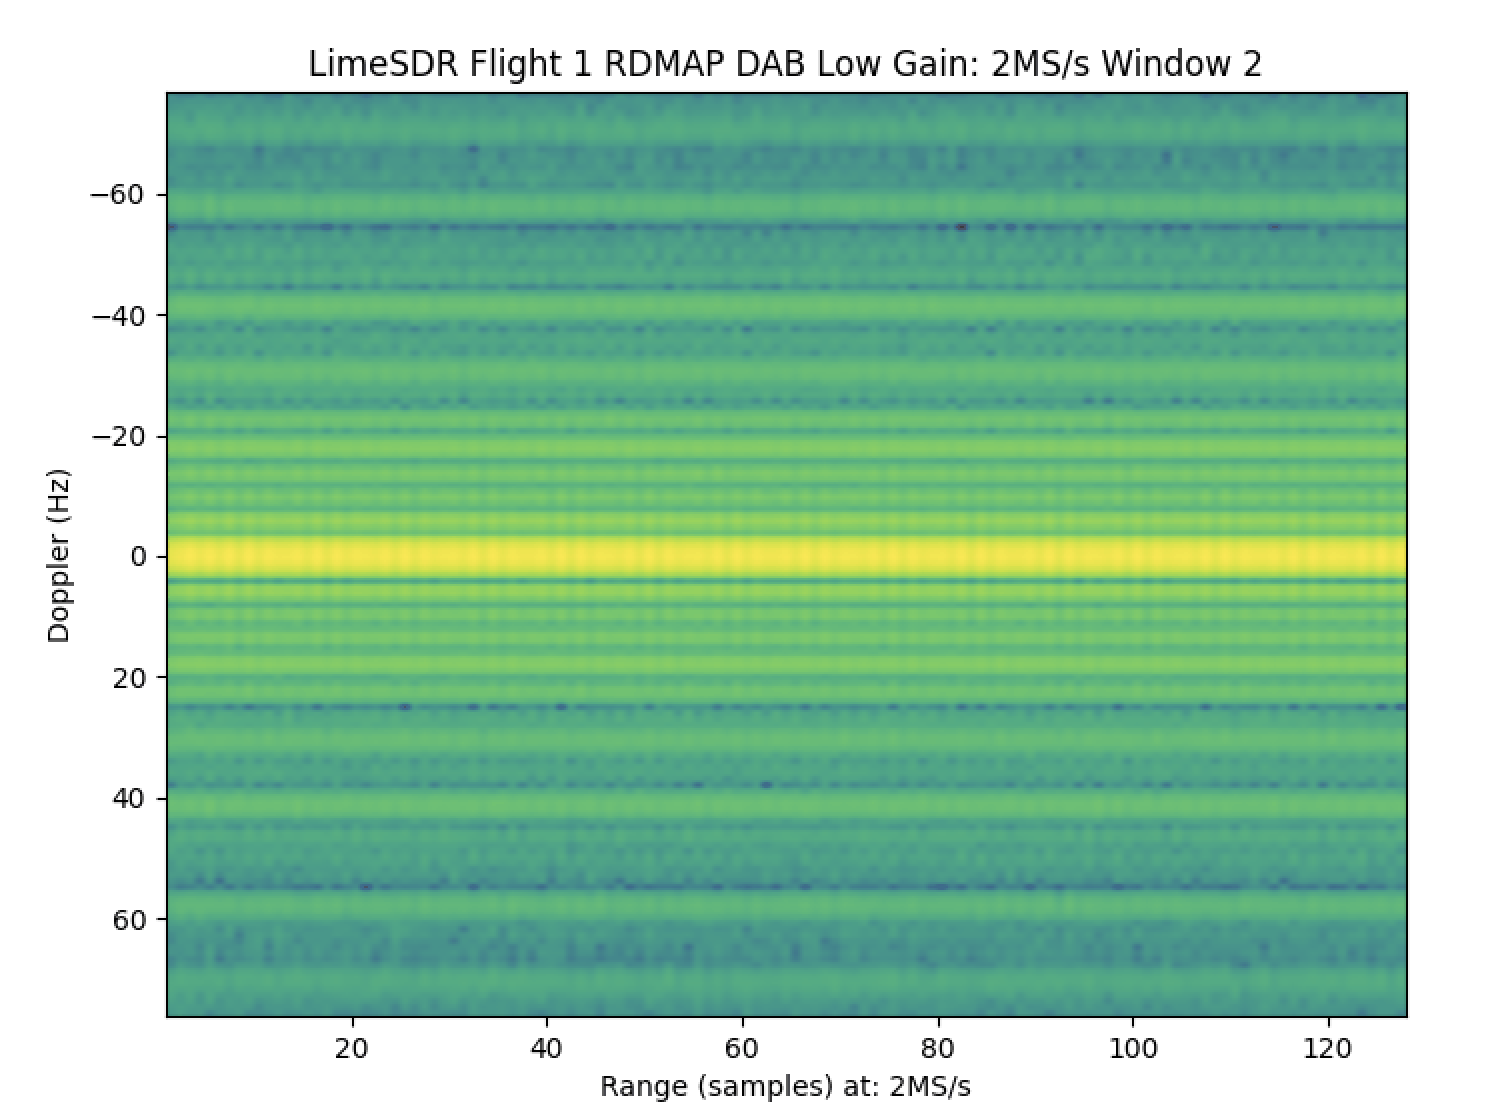 LimeSDR Flight 1 RDMAP DAB Low Gain: 2MS/s Window 2
−60
−40
−20
0
20
40
60
Doppler (Hz)
20 40 60 80 100 120
Range (samples) at: 2MS/s